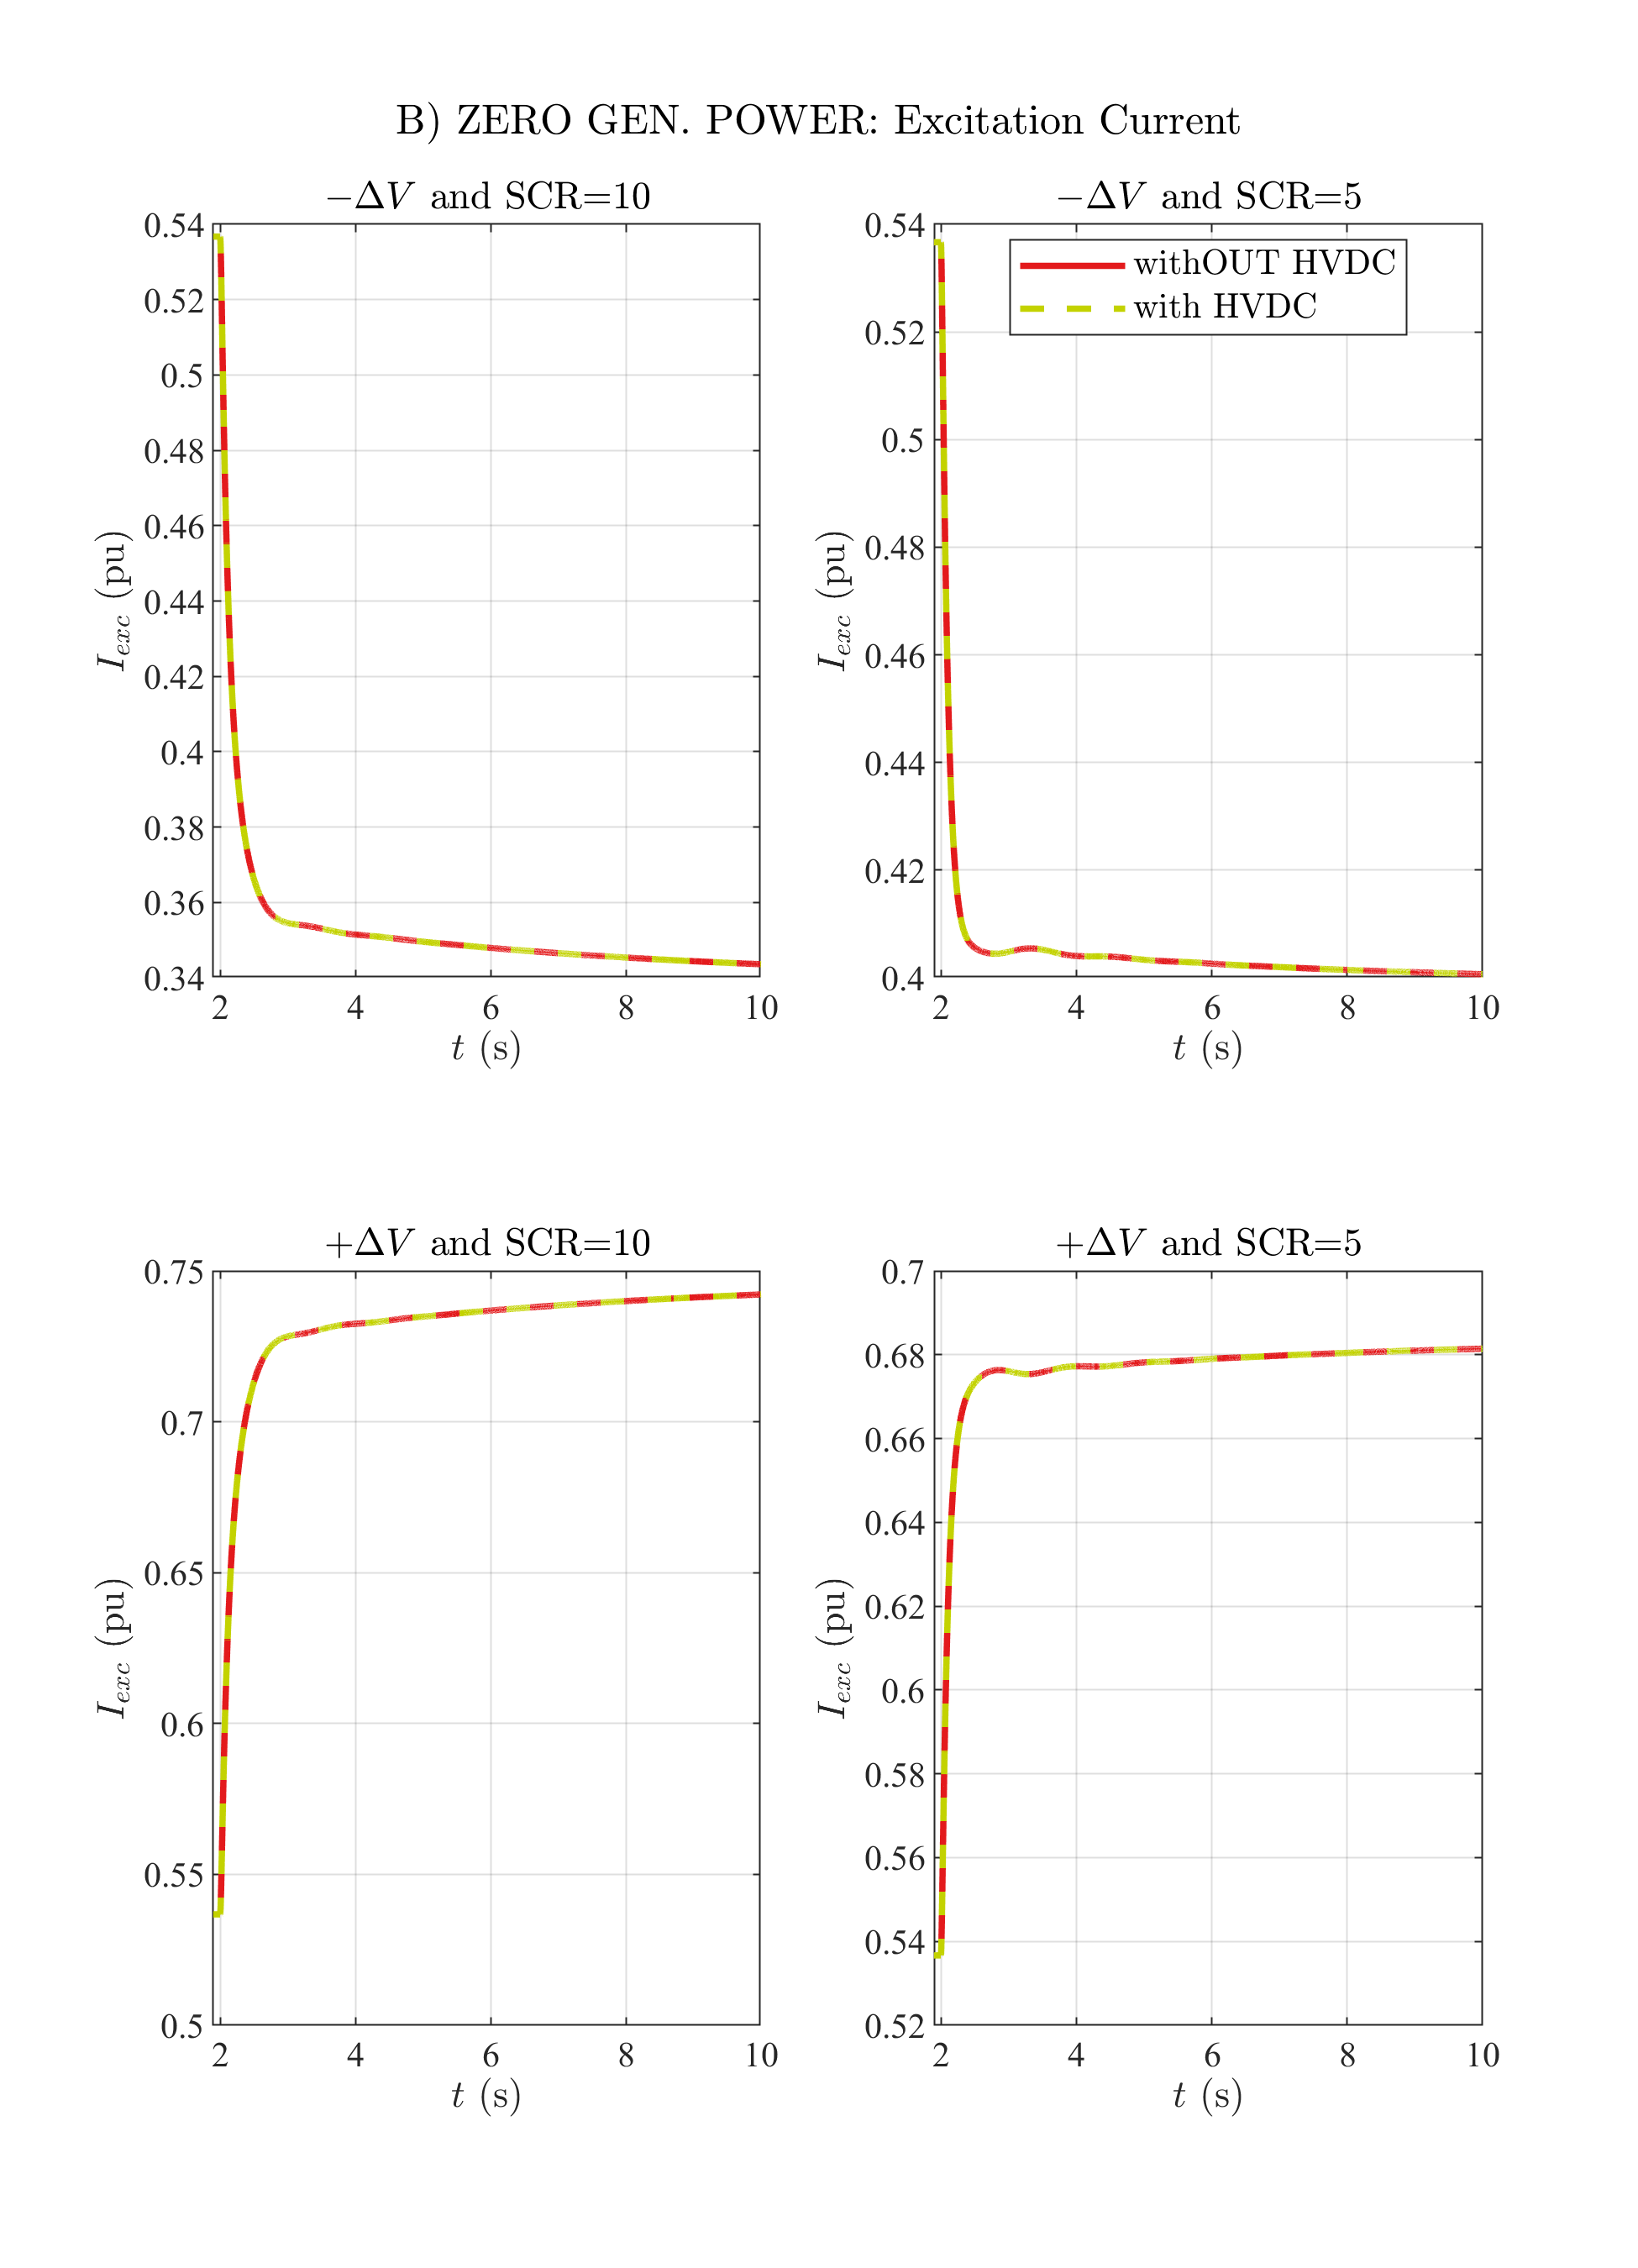 B) ZERO GEN. POWER: Excitation Current
−ΔV and SCR=10
0.54
0.52
0.5
0.48
0.46
0.44
0.42
0.4
0.38
0.36
0.34
2 4 6 8 10
t (s)
I_exc (pu)
−ΔV and SCR=5
withOUT HVDC
with HVDC
0.54
0.52
0.5
0.48
0.46
0.44
0.42
0.4
2 4 6 8 10
t (s)
I_exc (pu)
+ΔV and SCR=10
0.75
0.7
0.65
0.6
0.55
0.5
2 4 6 8 10
t (s)
I_exc (pu)
+ΔV and SCR=5
0.7
0.68
0.66
0.64
0.62
0.6
0.58
0.56
0.54
0.52
2 4 6 8 10
t (s)
I_exc (pu)